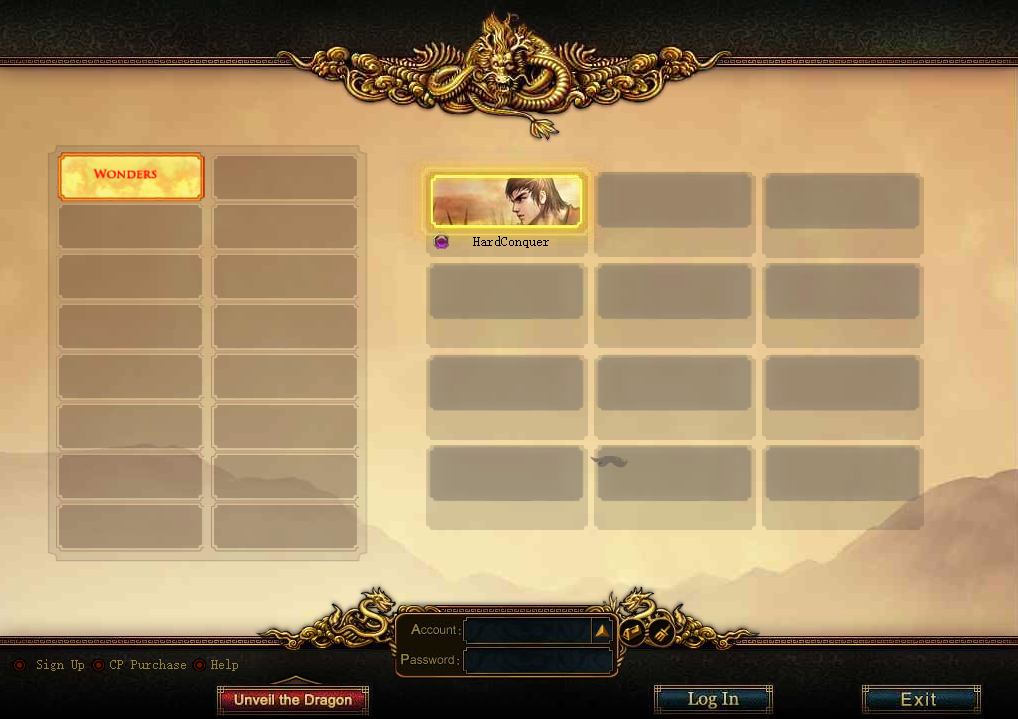 Wonders
HardConquer
Account:
Password:
Sign Up CP Purchase Help
Unveil the Dragon
Log In
Exit